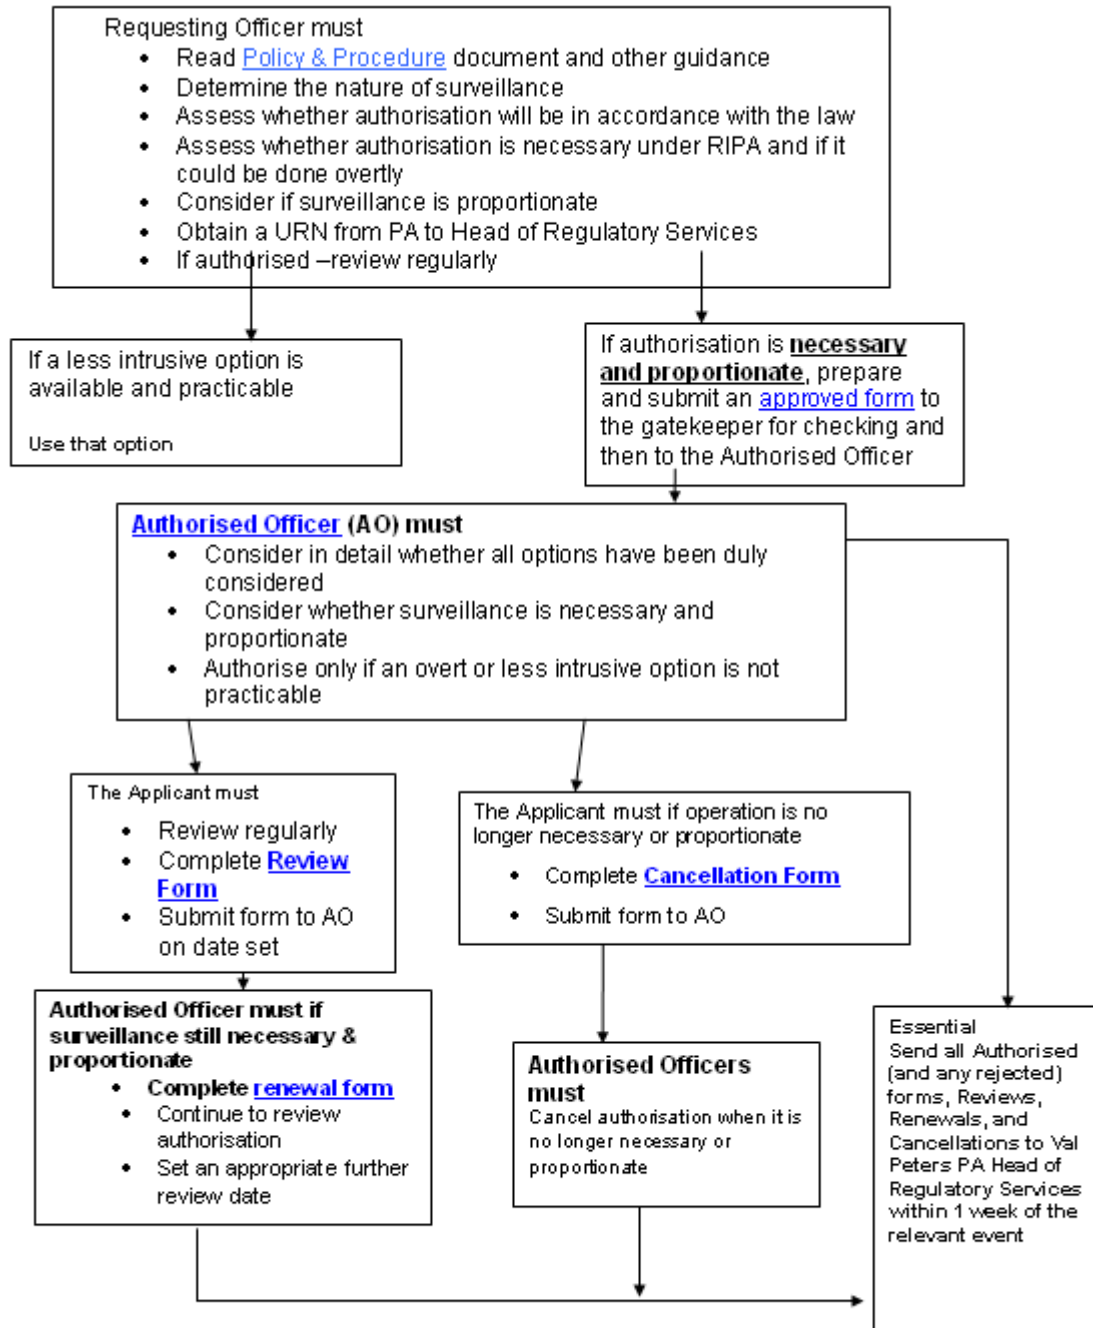 Requesting Officer must
• Read Policy & Procedure document and other guidance
• Determine the nature of surveillance
• Assess whether authorisation will be in accordance with the law
• Assess whether authorisation is necessary under RIPA and if it
could be done overtly
• Consider if surveillance is proportionate
• Obtain a URN from PA to Head of Regulatory Services
• If authorised –review regularly
If a less intrusive option is
available and practicable
Use that option
If authorisation is necessary
and proportionate, prepare
and submit an approved form to
the gatekeeper for checking and
then to the Authorised Officer
Authorised Officer (AO) must
• Consider in detail whether all options have been duly
considered
• Consider whether surveillance is necessary and
proportionate
• Authorise only if an overt or less intrusive option is not
practicable
The Applicant must
• Review regularly
• Complete Review
Form
• Submit form to AO
on date set
The Applicant must if operation is no
longer necessary or proportionate
• Complete Cancellation Form
• Submit form to AO
Authorised Officer must if
surveillance still necessary &
proportionate
• Complete renewal form
• Continue to review
authorisation
• Set an appropriate further
review date
Authorised Officers
must
Cancel authorisation when it is
no longer necessary or
proportionate
Essential
Send all Authorised
(and any rejected)
forms, Reviews,
Renewals, and
Cancellations to Val
Peters PA Head of
Regulatory Services
within 1 week of the
relevant event